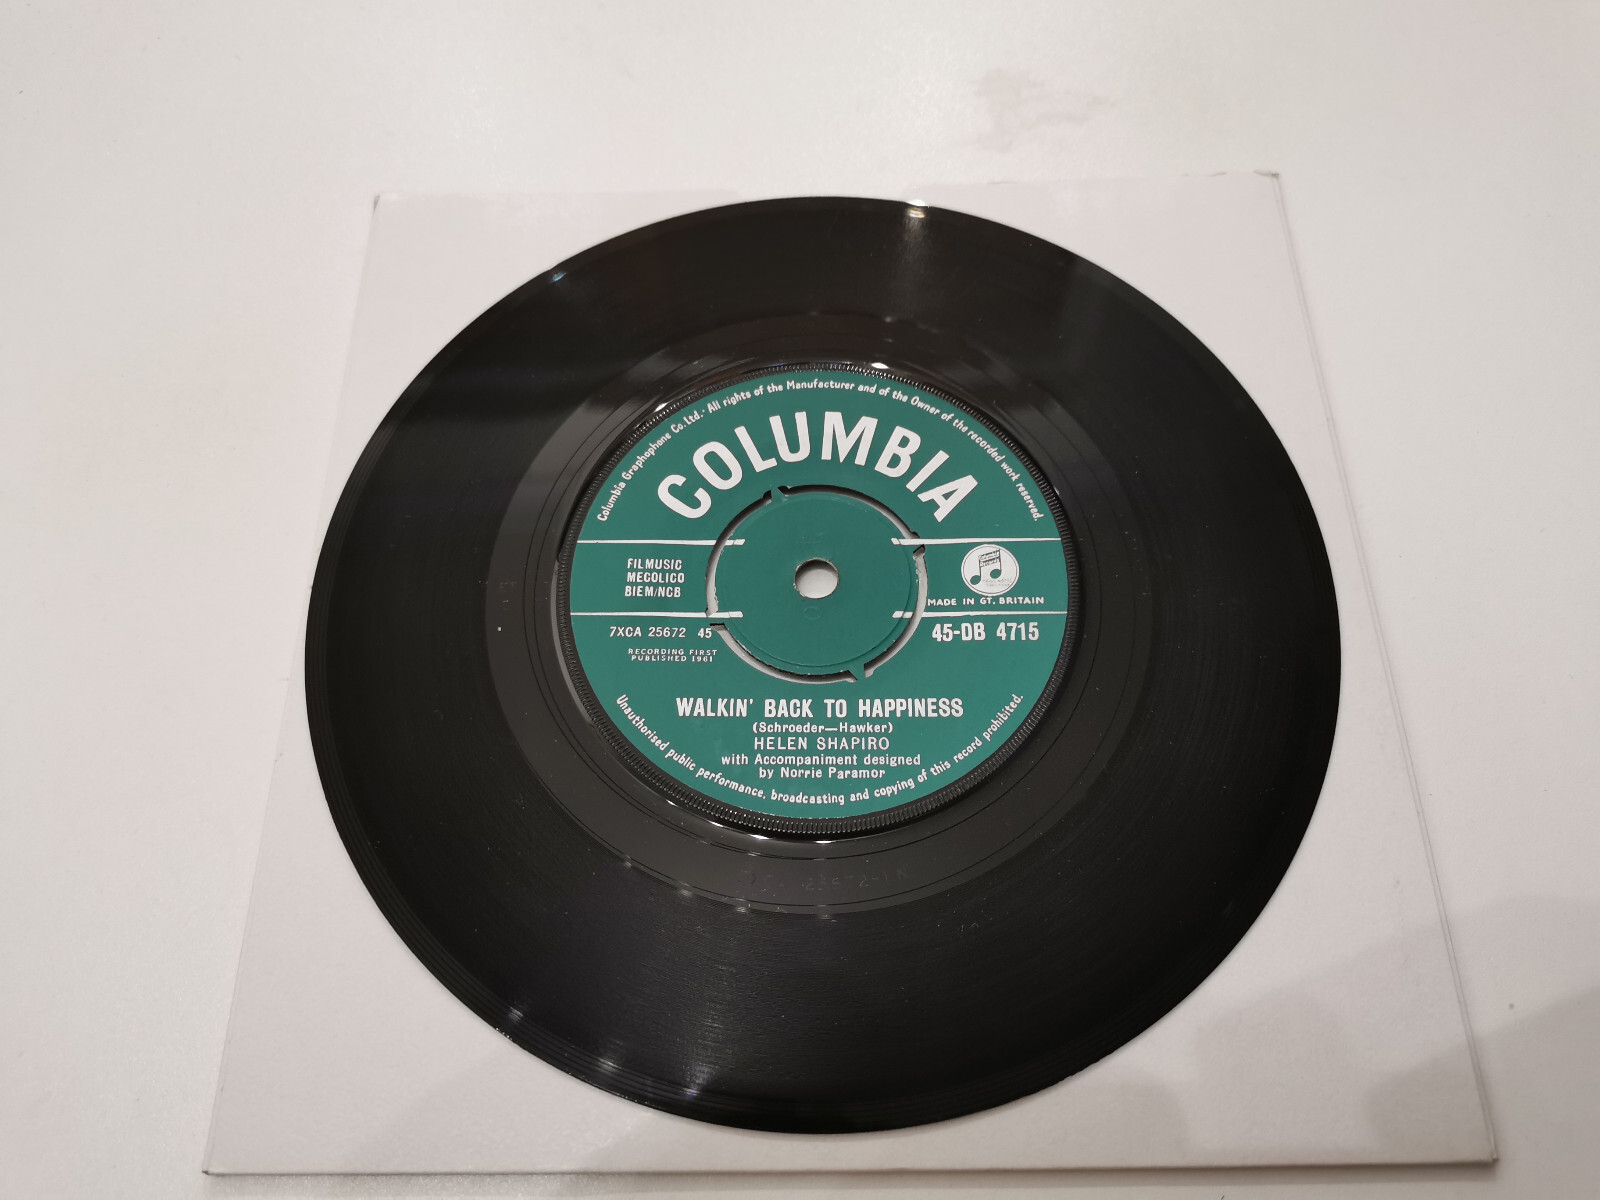 Columbia Graphophone Co. Ltd.· All rights of the Manufacturer and of the Owner of the recorded work reserved.
COLUMBIA
FILMUSIC
MECOLICO
BIEM/NCB
MADE IN GT. BRITAIN
7XCA 25672 45
45-DB 4715
RECORDING FIRST
PUBLISHED 1961
WALKIN' BACK TO HAPPINESS
(Schroeder—Hawker)
HELEN SHAPIRO
with Accompaniment designed
by Norrie Paramor
Unauthorised public performance, broadcasting and copying of this record prohibited.